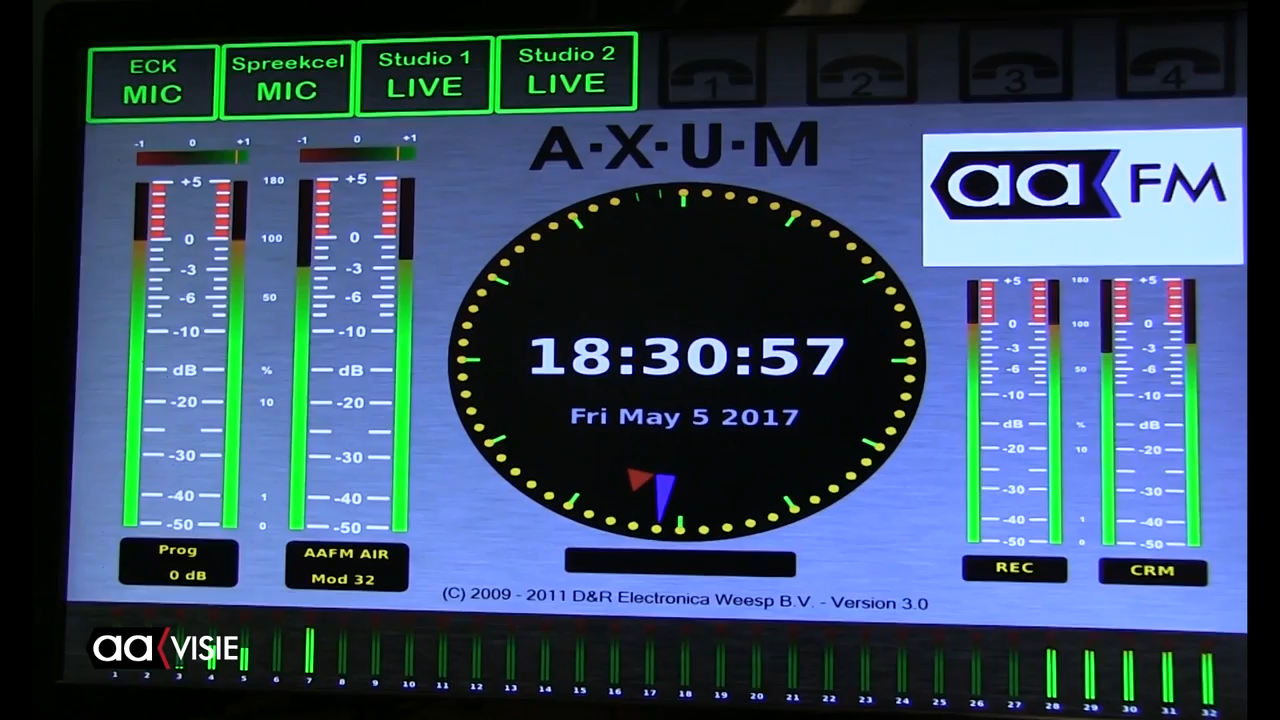 ECK
MIC
Spreekcel
MIC
Studio 1
LIVE
Studio 2
LIVE
1
2
3
4
A·X·U·M
aa FM
-1 0 +1
-1 0 +1
+5
0
-3
-6
-10
dB
-20
-30
-40
-50
180
100
50
%
10
1
0
+5
0
-3
-6
-10
dB
-20
-30
-40
-50
18:30:57
Fri May 5 2017
+5
0
-3
-6
-10
dB
-20
-30
-40
-50
180
100
50
%
10
1
0
+5
0
-3
-6
-10
dB
-20
-30
-40
-50
Prog
0 dB
AAFM AIR
Mod 32
REC
CRM
(C) 2009 - 2011 D&R Electronica Weesp B.V. - Version 3.0
aa VISIE
1 2 3 4 5 6 7 8 9 10 11 12 13 14 15 16 17 18 19 20 21 22 23 24 25 26 27 28 29 30 31 32